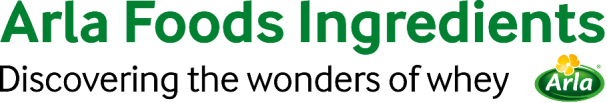 Arla Foods Ingredients
Discovering the wonders of whey
Arla®